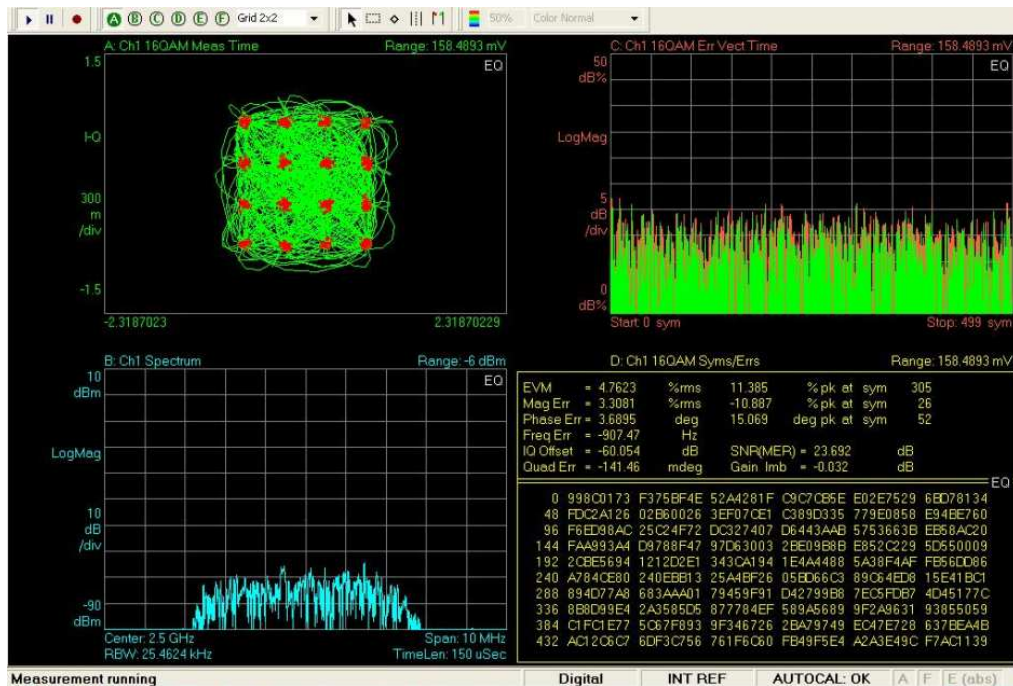 A B C D E F Grid 2x2 50% Color Normal
A: Ch1 16QAM Meas Time Range: 158.4893 mV
1.5
EQ
I-Q
300
m
/div
-1.5
-2.3187023 2.31870229
C: Ch1 16QAM Err Vect Time Range: 158.4893 mV
50
dB%
EQ
LogMag
5
dB
/div
0
dB%
Start 0 sym Stop: 499 sym
B: Ch1 Spectrum Range: -6 dBm
10
dBm
EQ
LogMag
10
dB
/div
-90
dBm
Center: 2.5 GHz Span: 10 MHz
RBW: 25.4624 kHz TimeLen: 150 uSec
D: Ch1 16QAM Syms/Errs Range: 158.4893 mV
EVM = 4.7623 %rms 11.385 %pk at sym 305
Mag Err = 3.3081 %rms -10.887 %pk at sym 26
Phase Err = 3.6895 deg 15.069 deg pk at sym 52
Freq Err = -907.47 Hz
IQ Offset = -60.054 dB SNR(MER) = 23.692 dB
Quad Err = -141.46 mdeg Gain Imb = -0.032 dB
EQ
0 998C0173 F375BF4E 52A4281F C9C7CB5E E02E7529 6BD78134
48 FDC2A126 02B60026 3EF07CE1 C389D335 779E0858 E94BE760
96 F6ED98AC 25C24F72 DC327407 D6443AAB 5753663B EB58AC20
144 FAA993A4 D9788F47 97D63003 2BE09B8B E852C229 5D550009
192 2CBE5694 1212D2E1 343CA194 1E4A4488 5A38F4AF FB56DD86
240 A784CE80 240EBB13 25A4BF26 05BD66C3 89C64ED8 15E41BC1
288 894D77A8 683AAA01 79459F91 D42799B8 7EC5FDB7 4D45177C
336 8B8D99E4 2A3585D5 877784EF 589A5689 9F2A9631 93855059
384 C1FC1E77 5C67F893 9F346726 2BA79749 EC47E728 637BEA4B
432 AC12C6C7 6DF3C756 761F6C60 FB49F5E4 A2A3E49C F7AC1139
Measurement running Digital INT REF AUTOCAL: OK A F E (abs)